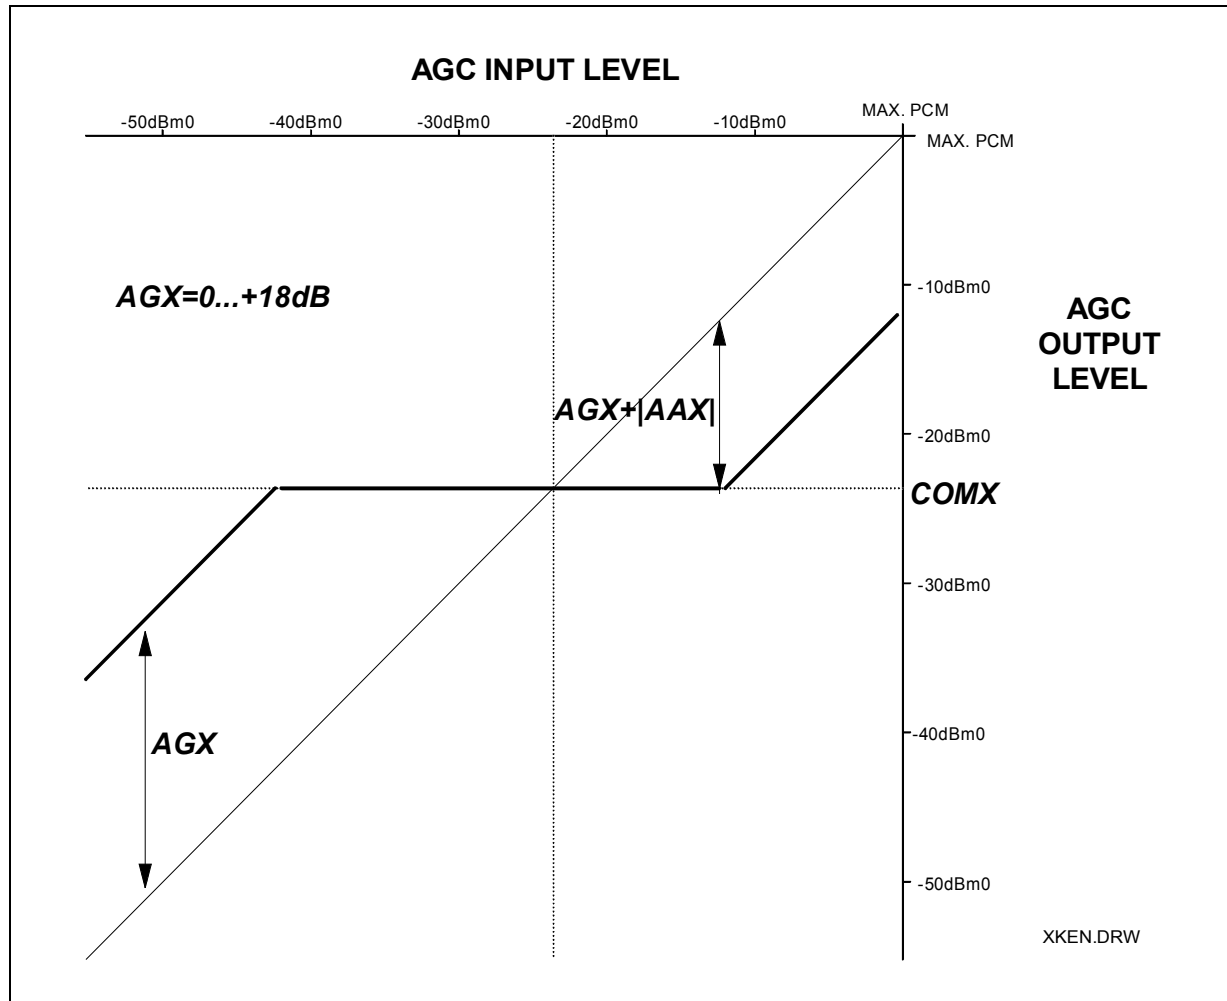 AGC INPUT LEVEL
MAX. PCM
-50dBm0 -40dBm0 -30dBm0 -20dBm0 -10dBm0
MAX. PCM
AGX=0...+18dB
-10dBm0
AGC
OUTPUT
LEVEL
AGX+|AAX|
-20dBm0
COMX
-30dBm0
AGX
-40dBm0
-50dBm0
XKEN.DRW